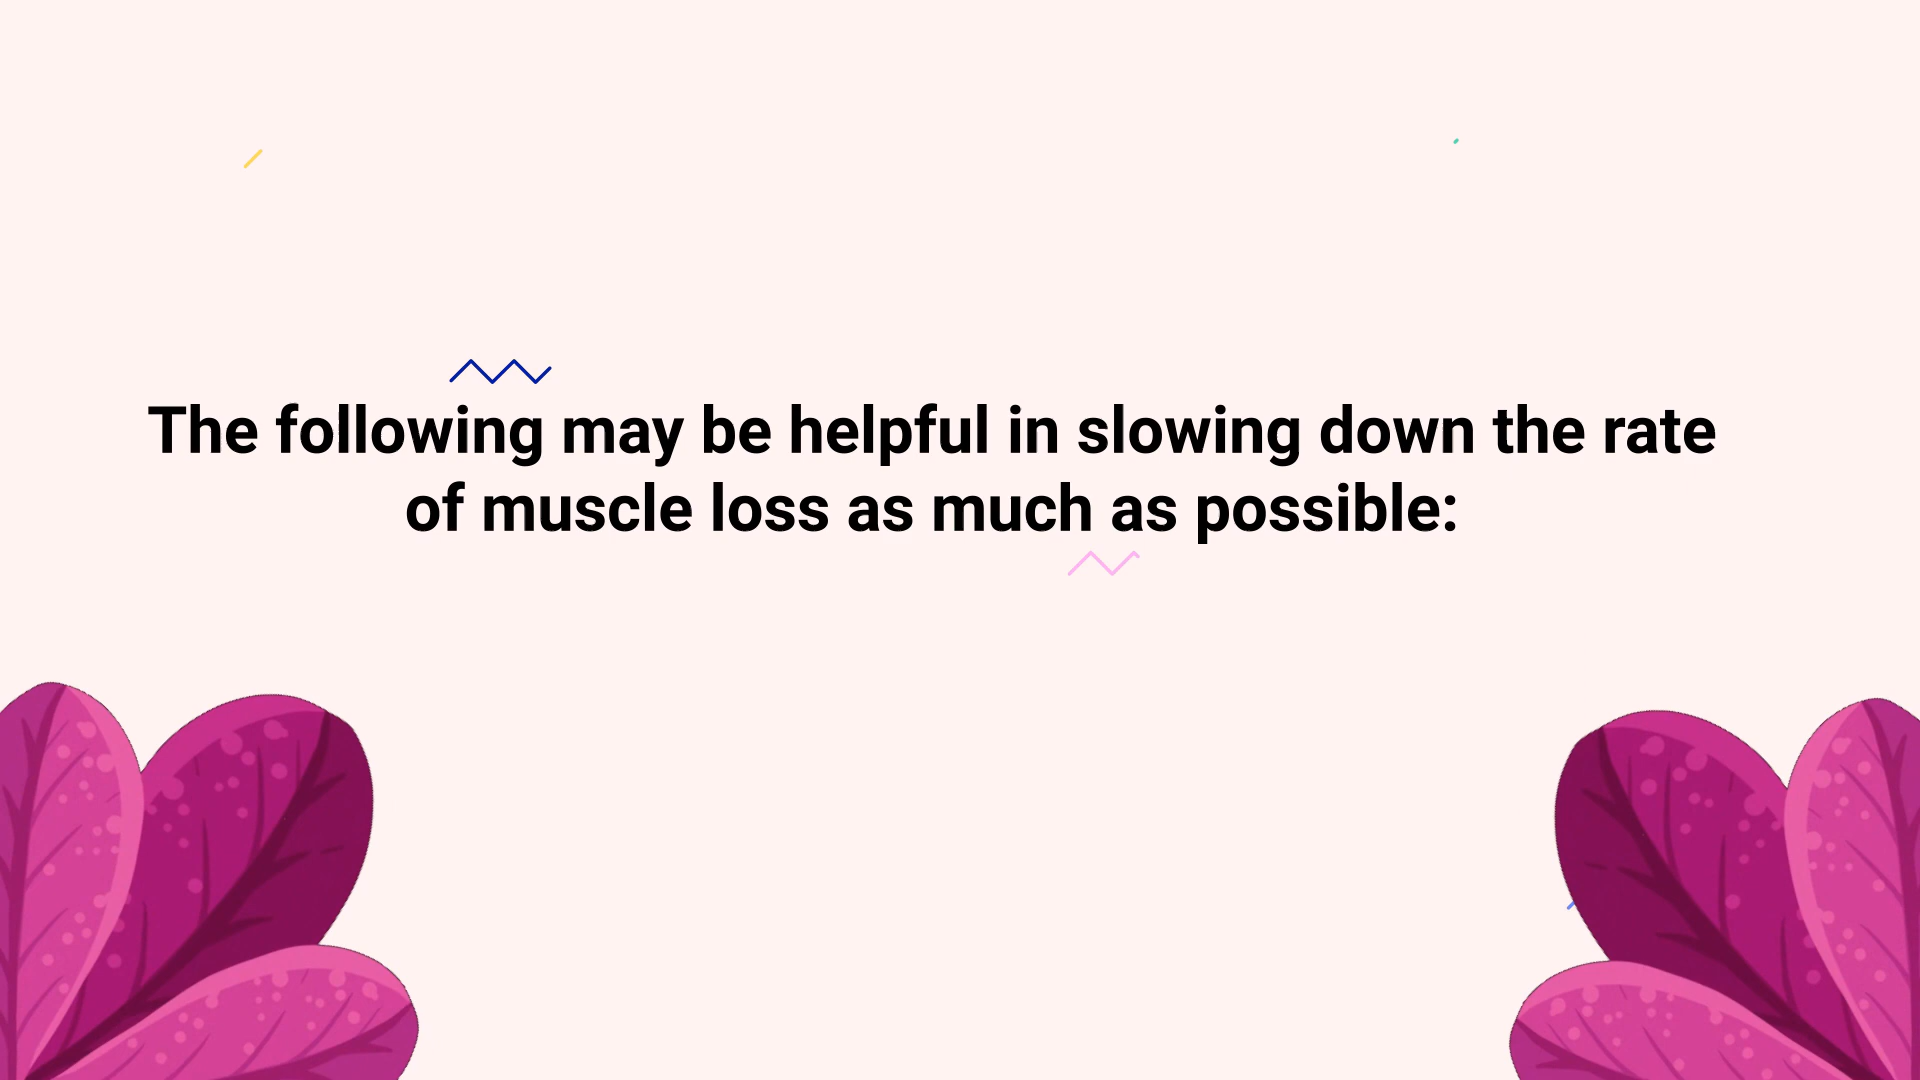 The following may be helpful in slowing down the rate
of muscle loss as much as possible: